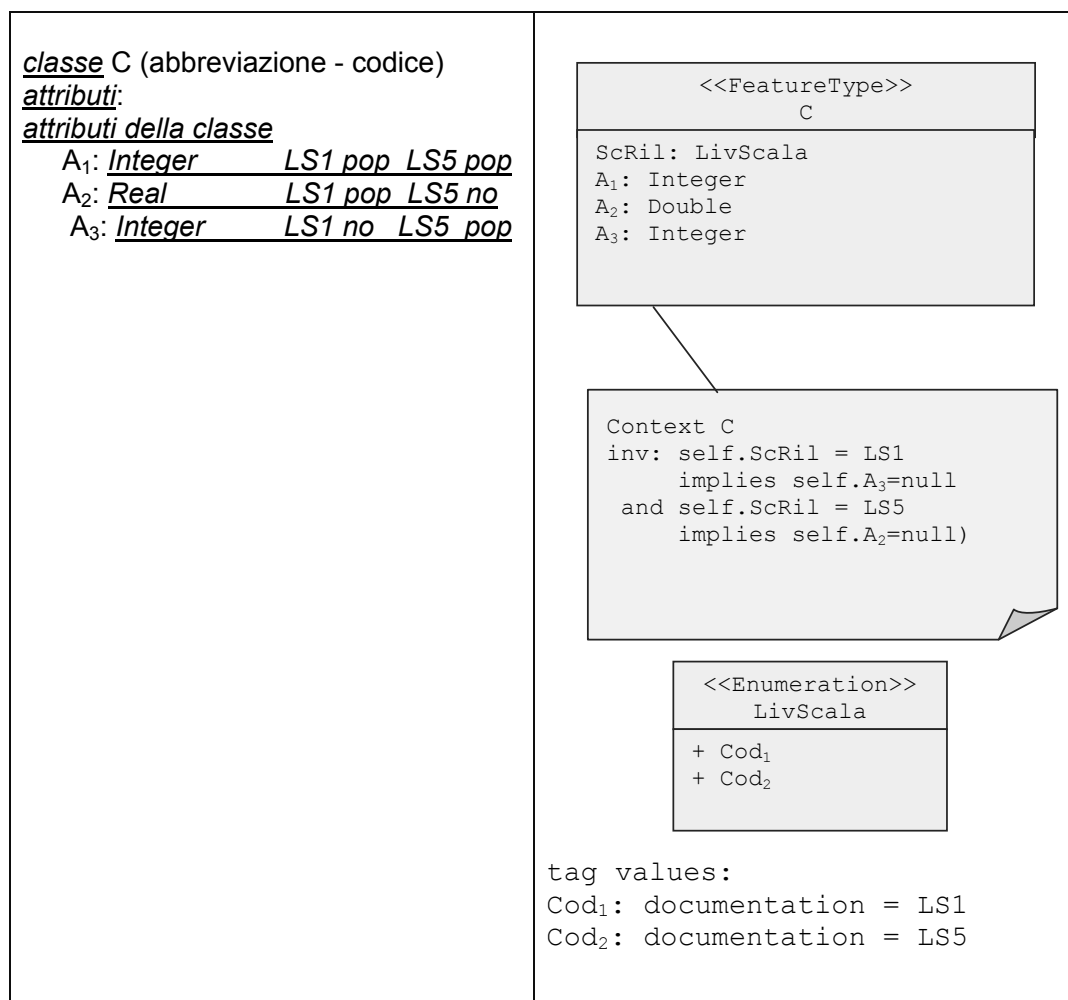 classe C (abbreviazione - codice)
attributi:
attributi della classe
A₁: Integer LS1 pop LS5 pop
A₂: Real LS1 pop LS5 no
A₃: Integer LS1 no LS5 pop
<<FeatureType>>
C
ScRil: LivScala
A₁: Integer
A₂: Double
A₃: Integer
Context C
inv: self.ScRil = LS1
implies self.A₃=null
and self.ScRil = LS5
implies self.A₂=null)
<<Enumeration>>
LivScala
+ Cod₁
+ Cod₂
tag values:
Cod₁: documentation = LS1
Cod₂: documentation = LS5